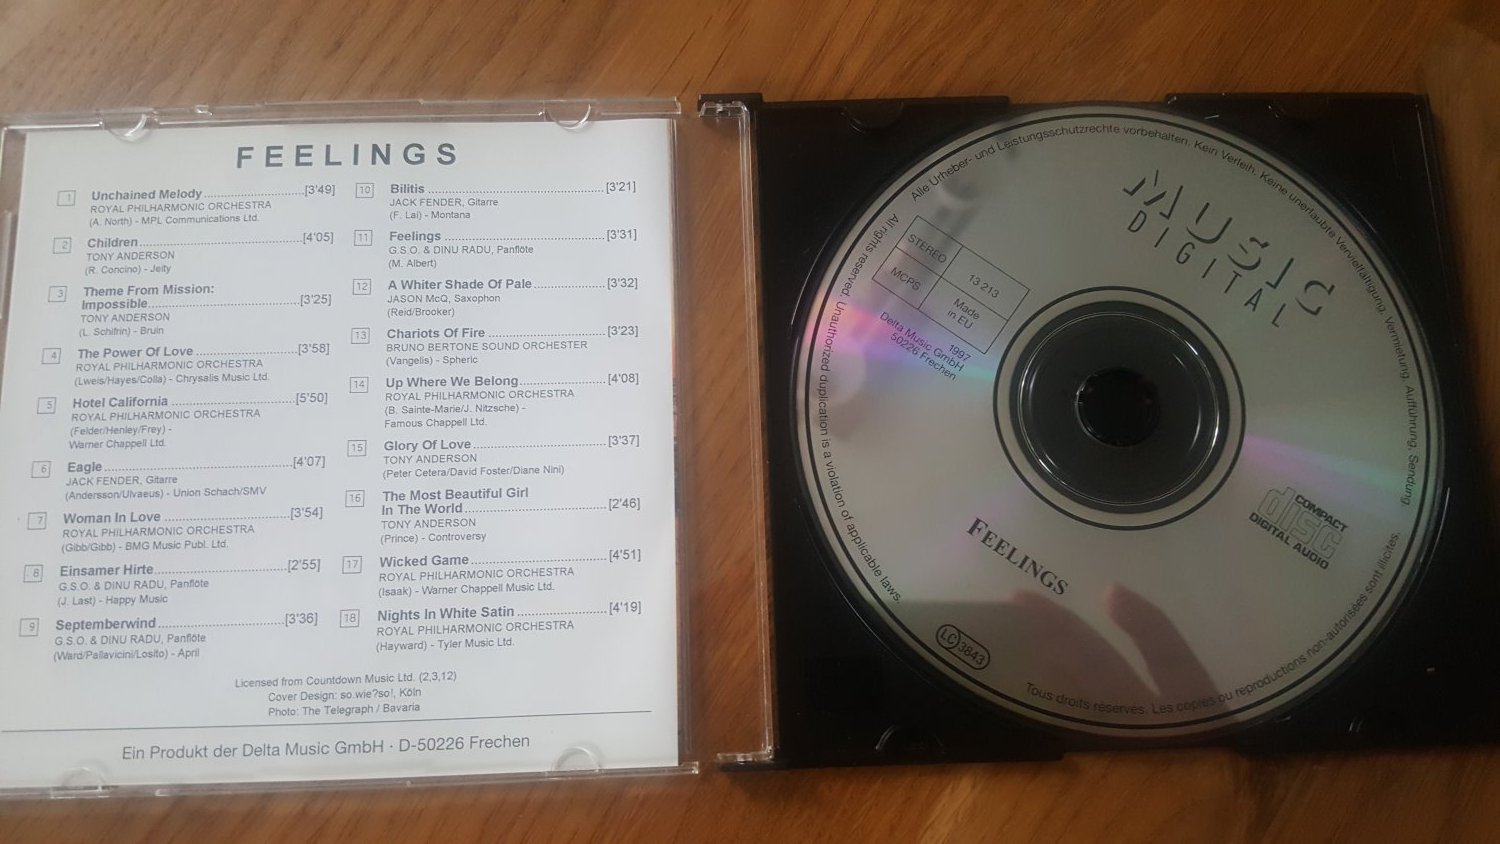 FEELINGS
1 Unchained Melody [3'49]
ROYAL PHILHARMONIC ORCHESTRA
(A. North) - MPL Communications Ltd.
2 Children [4'05]
TONY ANDERSON
(R. Concino) - Jeity
3 Theme From Mission:
Impossible [3'25]
TONY ANDERSON
(L. Schifrin) - Bruin
4 The Power Of Love [3'58]
ROYAL PHILHARMONIC ORCHESTRA
(Lweis/Hayes/Colla) - Chrysalis Music Ltd.
5 Hotel California [5'50]
ROYAL PHILHARMONIC ORCHESTRA
(Felder/Henley/Frey) -
Warner Chappell Ltd.
6 Eagle [4'07]
JACK FENDER, Gitarre
(Andersson/Ulvaeus) - Union Schach/SMV
7 Woman In Love [3'54]
ROYAL PHILHARMONIC ORCHESTRA
(Gibb/Gibb) - BMG Music Publ. Ltd.
8 Einsamer Hirte [2'55]
G.S.O. & DINU RADU, Panflöte
(J. Last) - Happy Music
9 Septemberwind [3'36]
G.S.O. & DINU RADU, Panflöte
(Ward/Pallavicini/Losito) - April
10 Bilitis [3'21]
JACK FENDER, Gitarre
(F. Lai) - Montana
11 Feelings [3'31]
G.S.O. & DINU RADU, Panflöte
(M. Albert)
12 A Whiter Shade Of Pale [3'32]
JASON McQ, Saxophon
(Reid/Brooker)
13 Chariots Of Fire [3'23]
BRUNO BERTONE SOUND ORCHESTER
(Vangelis) - Spheric
14 Up Where We Belong [4'08]
ROYAL PHILHARMONIC ORCHESTRA
(B. Sainte-Marie/J. Nitzsche) -
Famous Chappell Ltd.
15 Glory Of Love [3'37]
TONY ANDERSON
(Peter Cetera/David Foster/Diane Nini)
16 The Most Beautiful Girl
In The World [2'46]
TONY ANDERSON
(Prince) - Controversy
17 Wicked Game [4'51]
ROYAL PHILHARMONIC ORCHESTRA
(Isaak) - Warner Chappell Music Ltd.
18 Nights In White Satin [4'19]
ROYAL PHILHARMONIC ORCHESTRA
(Hayward) - Tyler Music Ltd.
Licensed from Countdown Music Ltd. (2,3,12)
Cover Design: so.wie?so!, Köln
Photo: The Telegraph / Bavaria
Ein Produkt der Delta Music GmbH · D-50226 Frechen
Alle Urheber- und Leistungsschutzrechte vorbehalten. Kein Verleih. Keine unerlaubte Vervielfältigung, Vermietung, Aufführung, Sendung.
MUSIC
DIGITAL
STEREO
13 213
MCPS
Made
in EU
1997
Delta Music GmbH
50226 Frechen
FEELINGS
COMPACT
disc
DIGITAL AUDIO
LC 3843
All rights reserved. Unauthorized duplication is a violation of applicable laws.
Tous droits réservés. Les copies ou reproductions non-autorisées sont illicites.